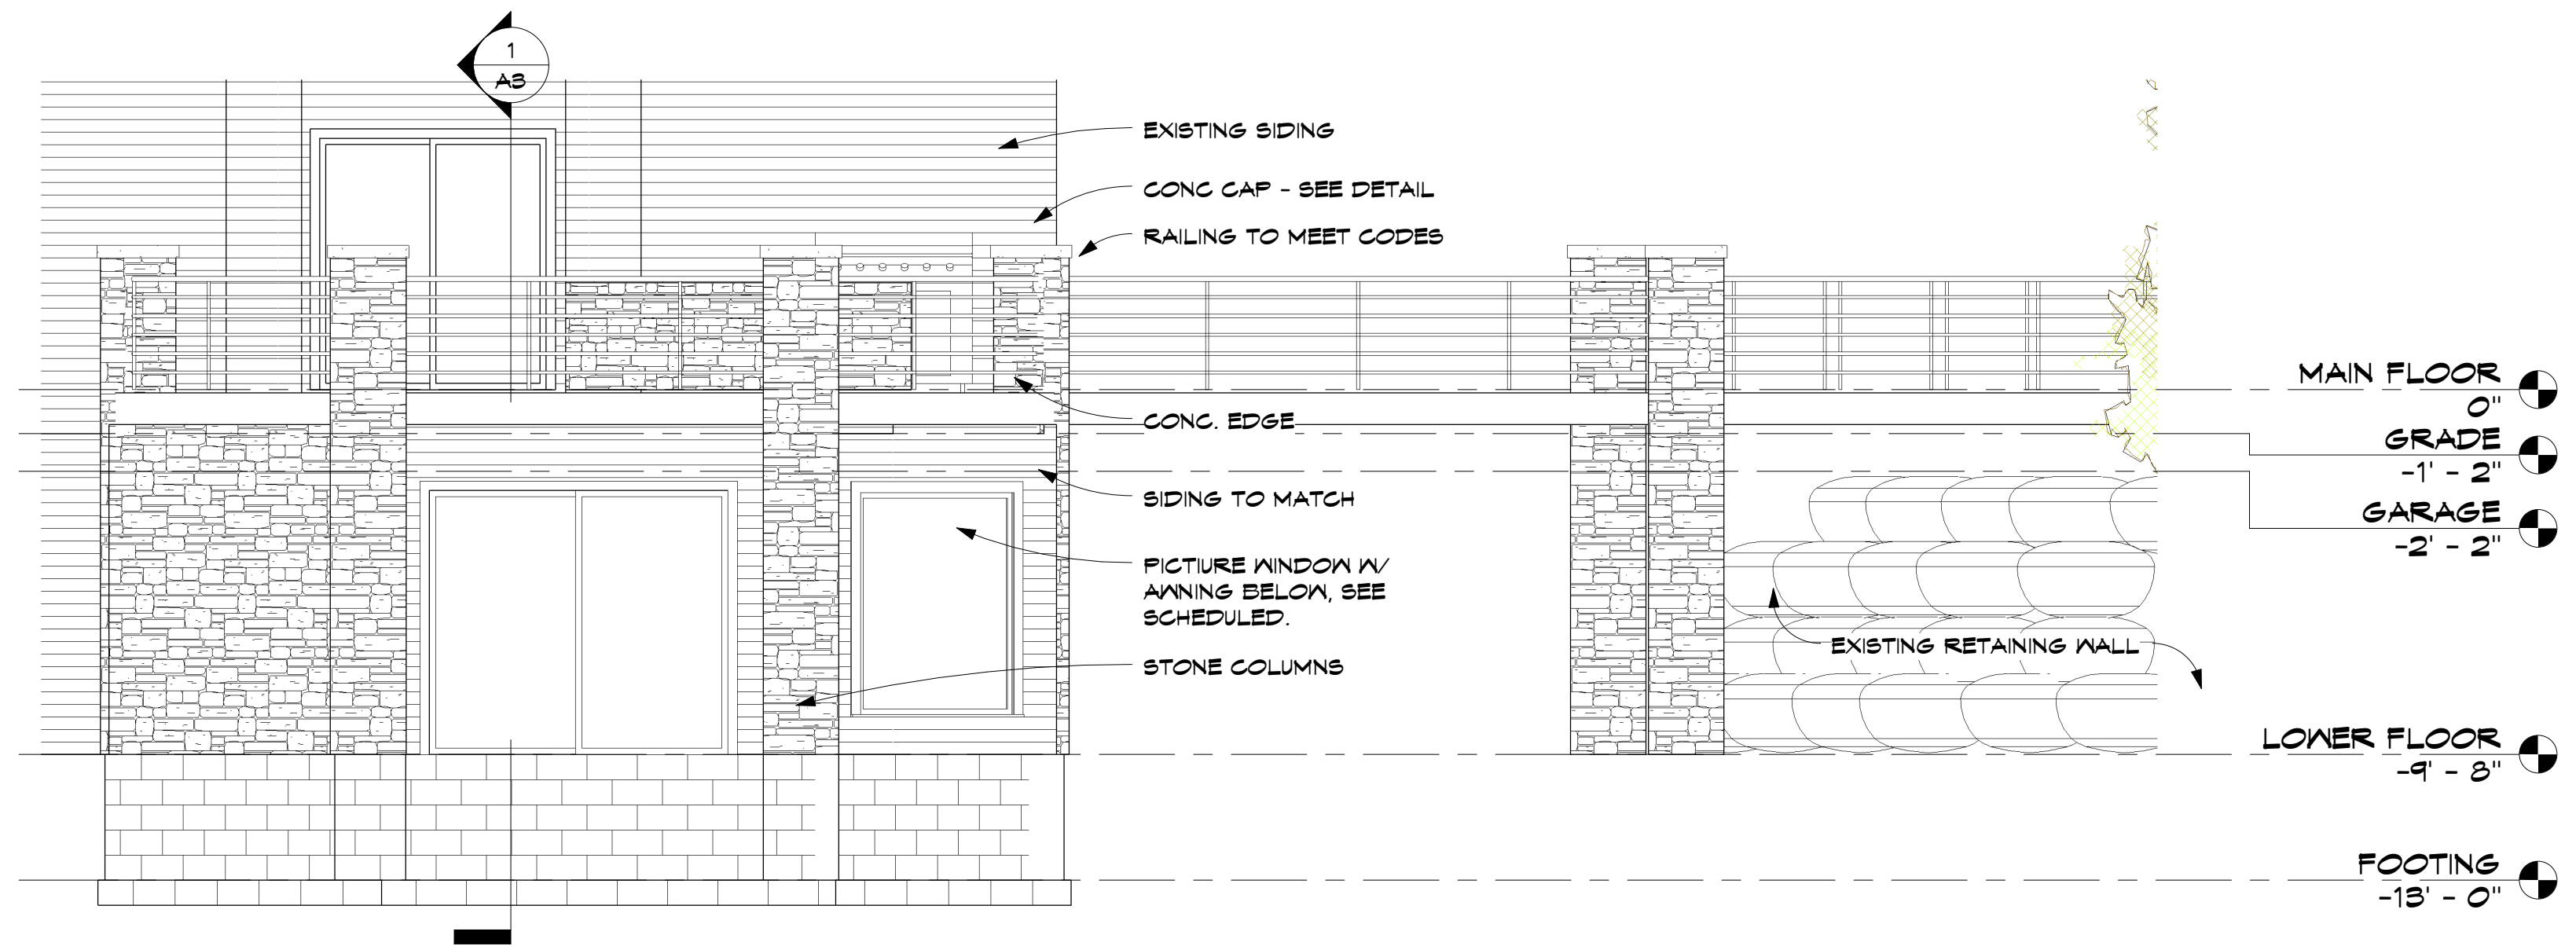 1
A3
EXISTING SIDING
CONC CAP - SEE DETAIL
RAILING TO MEET CODES
CONC. EDGE
SIDING TO MATCH
PICTIURE WINDOW W/
AWNING BELOW, SEE
SCHEDULED.
STONE COLUMNS
EXISTING RETAINING WALL
MAIN FLOOR
0"
GRADE
-1' - 2"
GARAGE
-2' - 2"
LOWER FLOOR
-9' - 8"
FOOTING
-13' - 0"